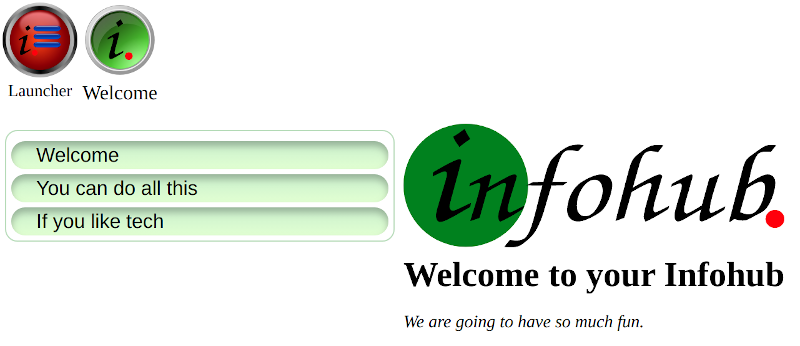 Launcher
Welcome
Welcome
You can do all this
If you like tech
infohub.
Welcome to your Infohub
We are going to have so much fun.